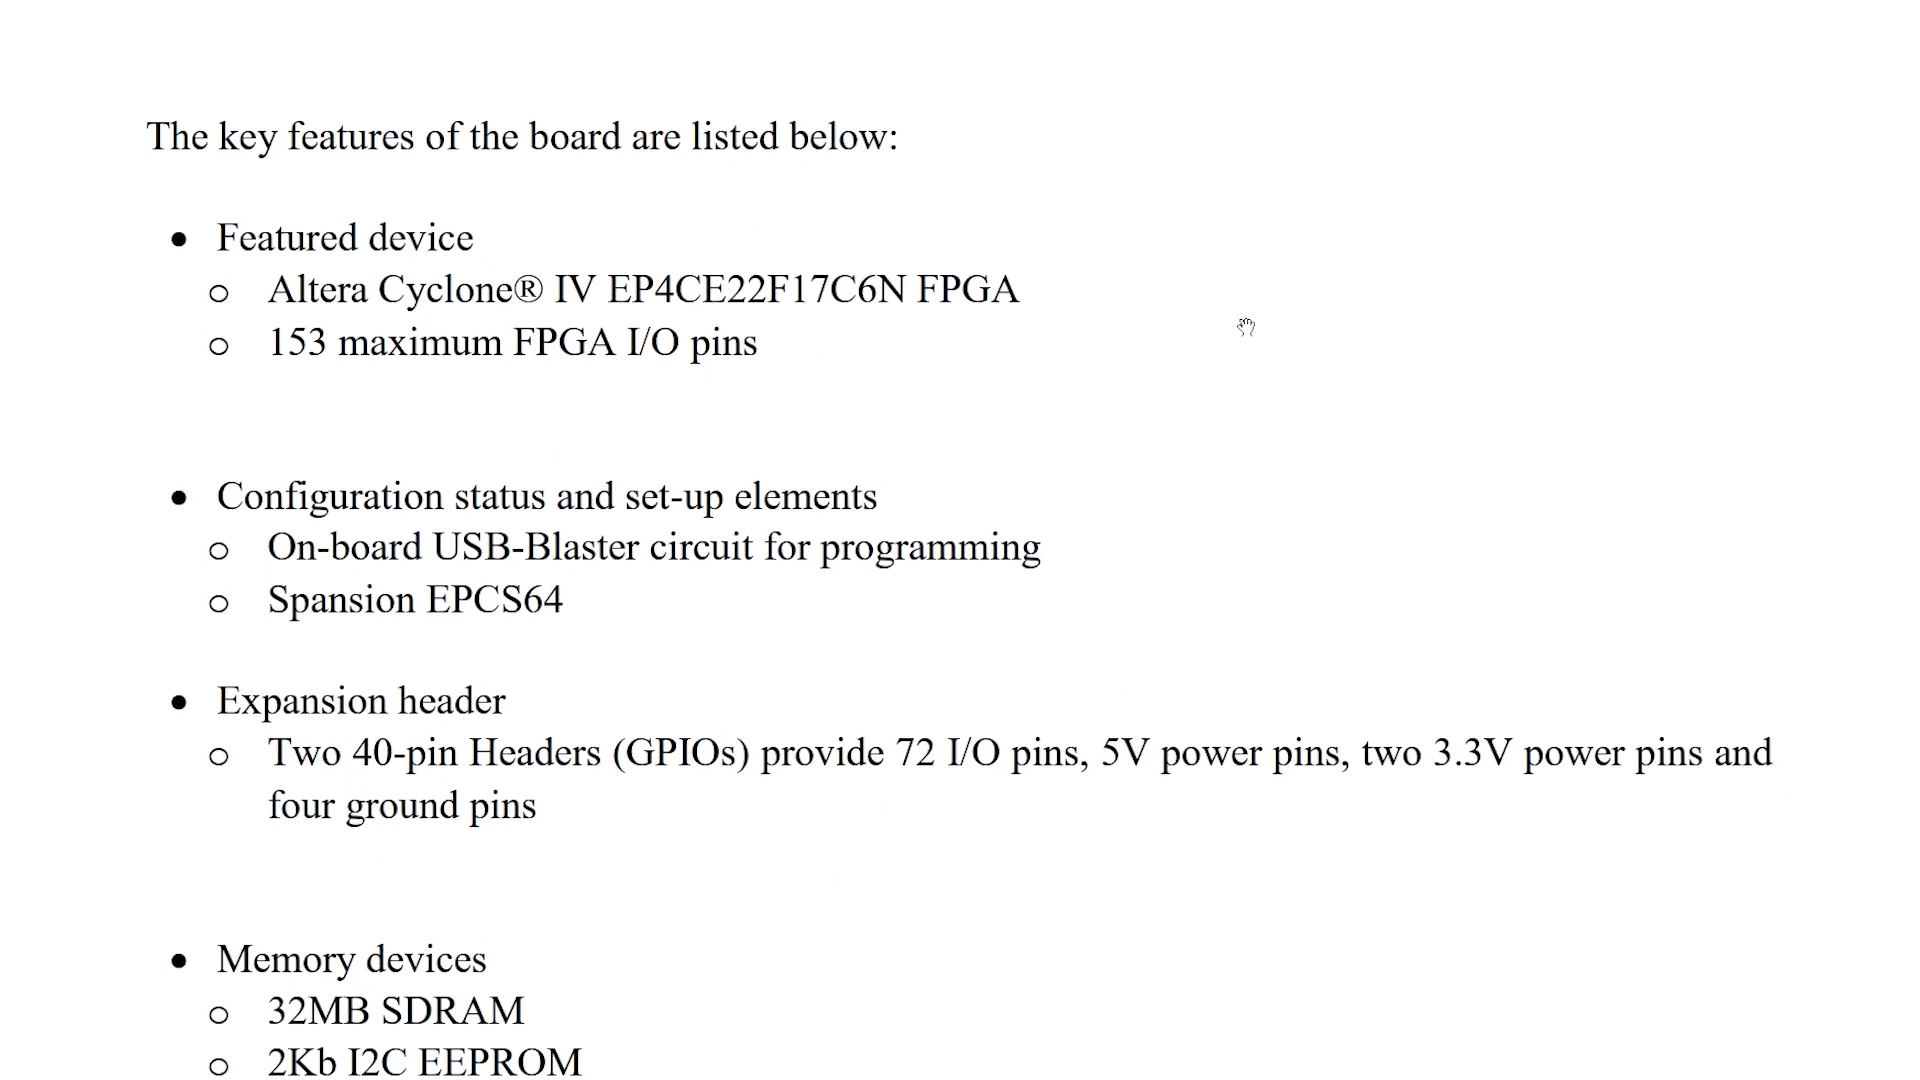 The key features of the board are listed below:
• Featured device
o Altera Cyclone® IV EP4CE22F17C6N FPGA
o 153 maximum FPGA I/O pins
• Configuration status and set-up elements
o On-board USB-Blaster circuit for programming
o Spansion EPCS64
• Expansion header
o Two 40-pin Headers (GPIOs) provide 72 I/O pins, 5V power pins, two 3.3V power pins and
four ground pins
• Memory devices
o 32MB SDRAM
o 2Kb I2C EEPROM